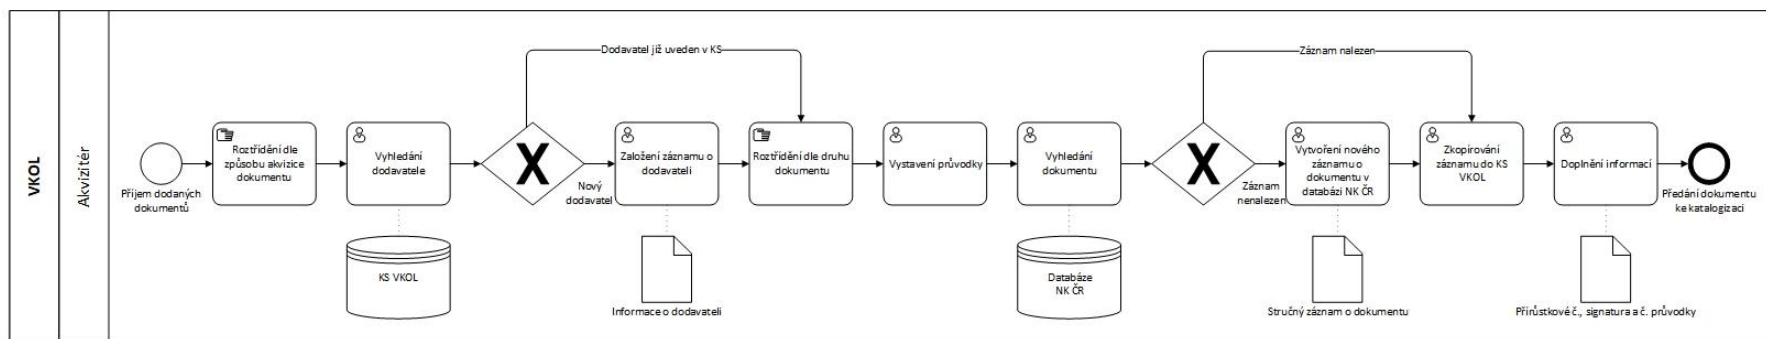 VKOL
Akvizitér
Příjem dodaných
dokumentů
Roztřídění dle
způsobu akvizice
dokumentu
Vyhledání
dodavatele
KS VKOL
Dodavatel již uveden v KS
Nový
dodavatel
Založení záznamu o
dodavateli
Informace o dodavateli
Roztřídění dle druhu
dokumentu
Vystavení průvodky
Vyhledání
dokumentu
Databáze
NK ČR
Záznam nalezen
Záznam
nenalezen
Vytvoření nového
záznamu o
dokumentu v
databázi NK ČR
Stručný záznam o dokumentu
Zkopírování
záznamu do KS
VKOL
Doplnění informací
Přírůstkové č., signatura a č. průvodky
Předání dokumentu
ke katalogizaci